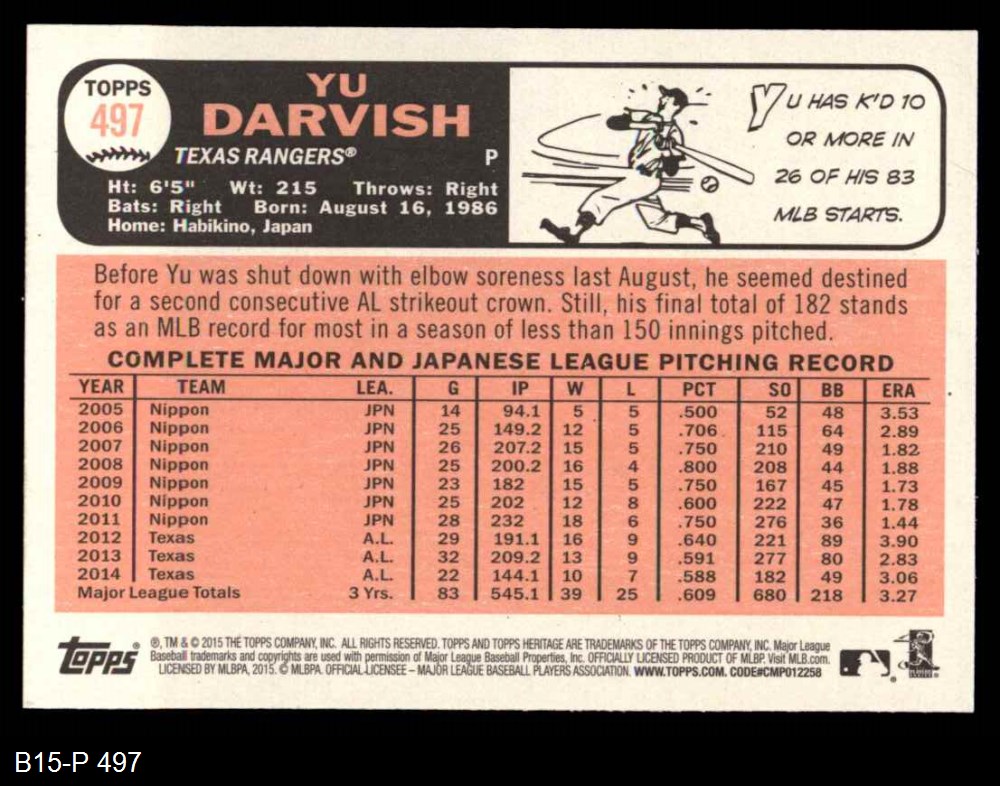 TOPPS
497
YU
DARVISH
TEXAS RANGERS® P
Ht: 6'5" Wt: 215 Throws: Right
Bats: Right Born: August 16, 1986
Home: Habikino, Japan
YU HAS K'D 10
OR MORE IN
26 OF HIS 83
MLB STARTS.
Before Yu was shut down with elbow soreness last August, he seemed destined
for a second consecutive AL strikeout crown. Still, his final total of 182 stands
as an MLB record for most in a season of less than 150 innings pitched.
COMPLETE MAJOR AND JAPANESE LEAGUE PITCHING RECORD
YEAR TEAM LEA. G IP W L PCT SO BB ERA
2005 Nippon JPN 14 94.1 5 5 .500 52 48 3.53
2006 Nippon JPN 25 149.2 12 5 .706 115 64 2.89
2007 Nippon JPN 26 207.2 15 5 .750 210 49 1.82
2008 Nippon JPN 25 200.2 16 4 .800 208 44 1.88
2009 Nippon JPN 23 182 15 5 .750 167 45 1.73
2010 Nippon JPN 25 202 12 8 .600 222 47 1.78
2011 Nippon JPN 28 232 18 6 .750 276 36 1.44
2012 Texas A.L. 29 191.1 16 9 .640 221 89 3.90
2013 Texas A.L. 32 209.2 13 9 .591 277 80 2.83
2014 Texas A.L. 22 144.1 10 7 .588 182 49 3.06
Major League Totals 3 Yrs. 83 545.1 39 25 .609 680 218 3.27
Topps ®, TM & © 2015 THE TOPPS COMPANY, INC. ALL RIGHTS RESERVED. TOPPS AND TOPPS HERITAGE ARE TRADEMARKS OF THE TOPPS COMPANY, INC. Major League
Baseball trademarks and copyrights are used with permission of Major League Baseball Properties, Inc. OFFICIALLY LICENSED PRODUCT OF MLBP. Visit MLB.com.
LICENSED BY MLBPA, 2015. © MLBPA. OFFICIAL LICENSEE – MAJOR LEAGUE BASEBALL PLAYERS ASSOCIATION. WWW.TOPPS.COM. CODE#CMP012258
B15-P 497